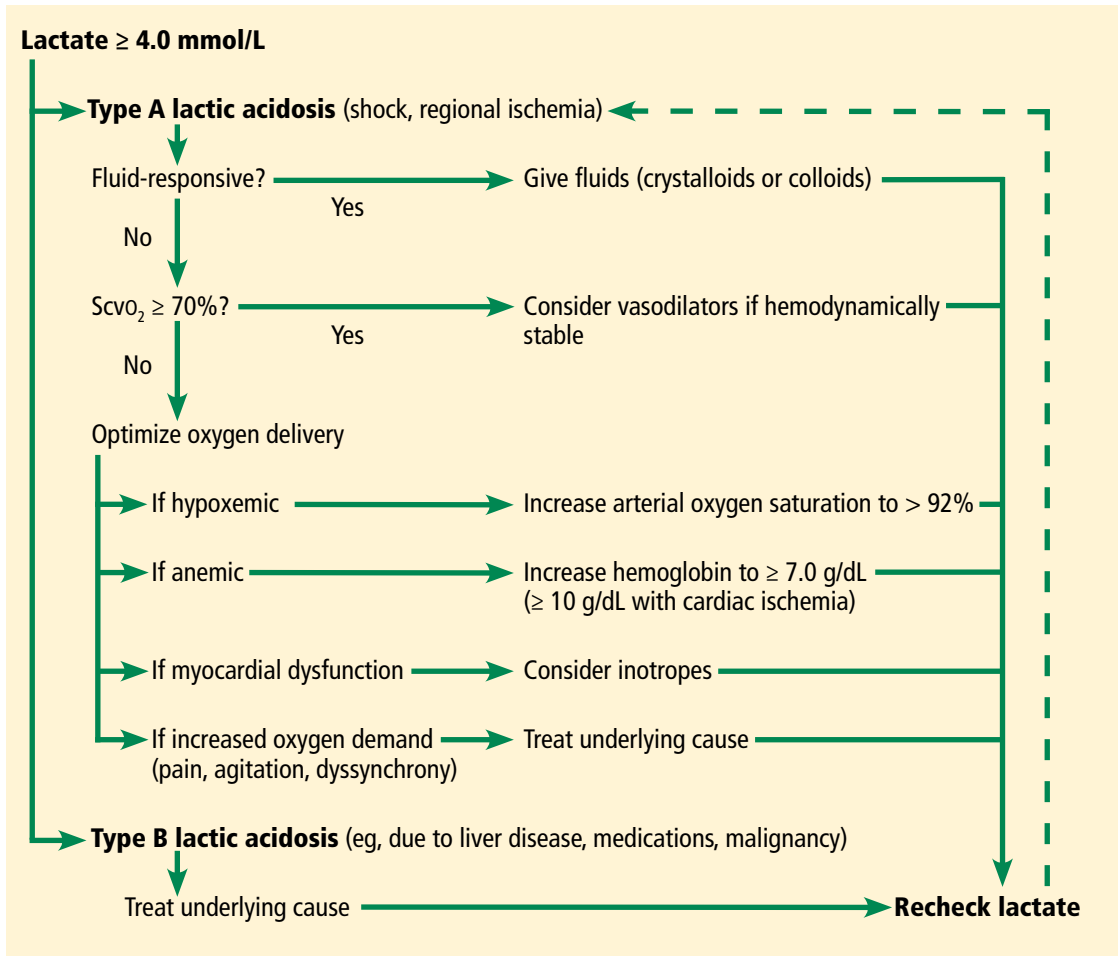 Lactate ≥ 4.0 mmol/L
Type A lactic acidosis (shock, regional ischemia)
Fluid-responsive?
Yes
Give fluids (crystalloids or colloids)
No
Scvo₂ ≥ 70%?
Yes
Consider vasodilators if hemodynamically
stable
No
Optimize oxygen delivery
If hypoxemic
Increase arterial oxygen saturation to > 92%
If anemic
Increase hemoglobin to ≥ 7.0 g/dL
(≥ 10 g/dL with cardiac ischemia)
If myocardial dysfunction
Consider inotropes
If increased oxygen demand
(pain, agitation, dyssynchrony)
Treat underlying cause
Type B lactic acidosis (eg, due to liver disease, medications, malignancy)
Treat underlying cause
Recheck lactate